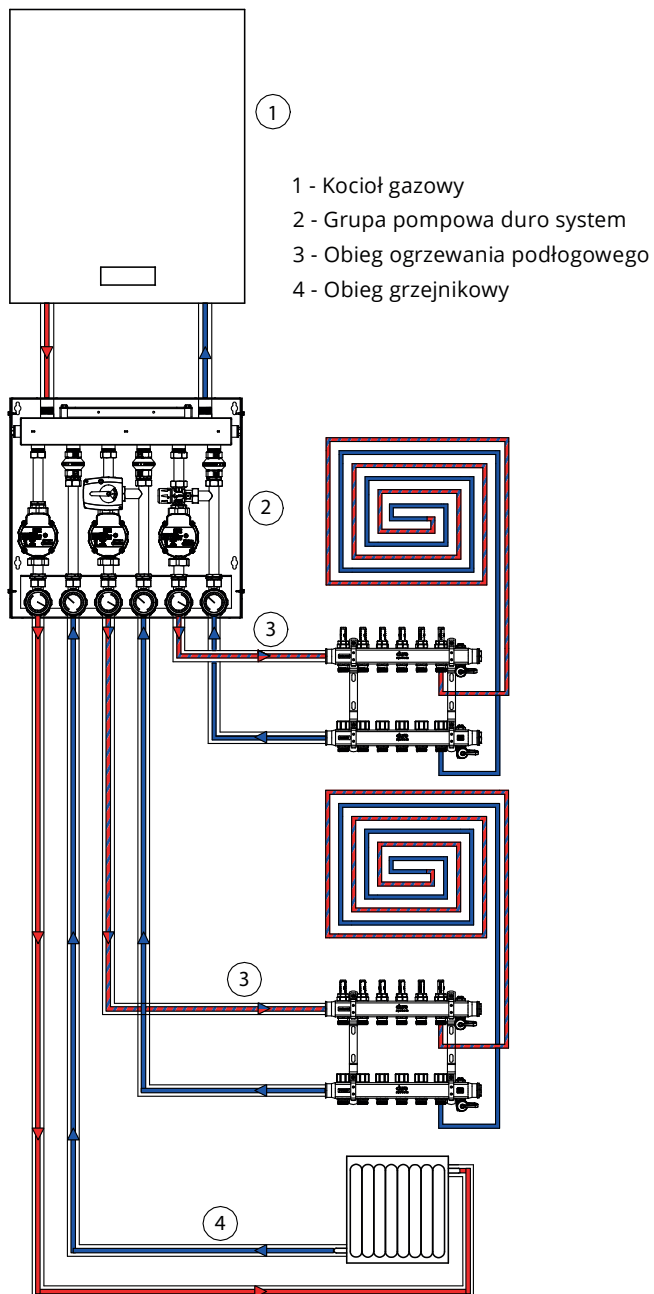 1
1 - Kocioł gazowy
2 - Grupa pompowa duro system
3 - Obieg ogrzewania podłogowego
4 - Obieg grzejnikowy
2
3
3
4